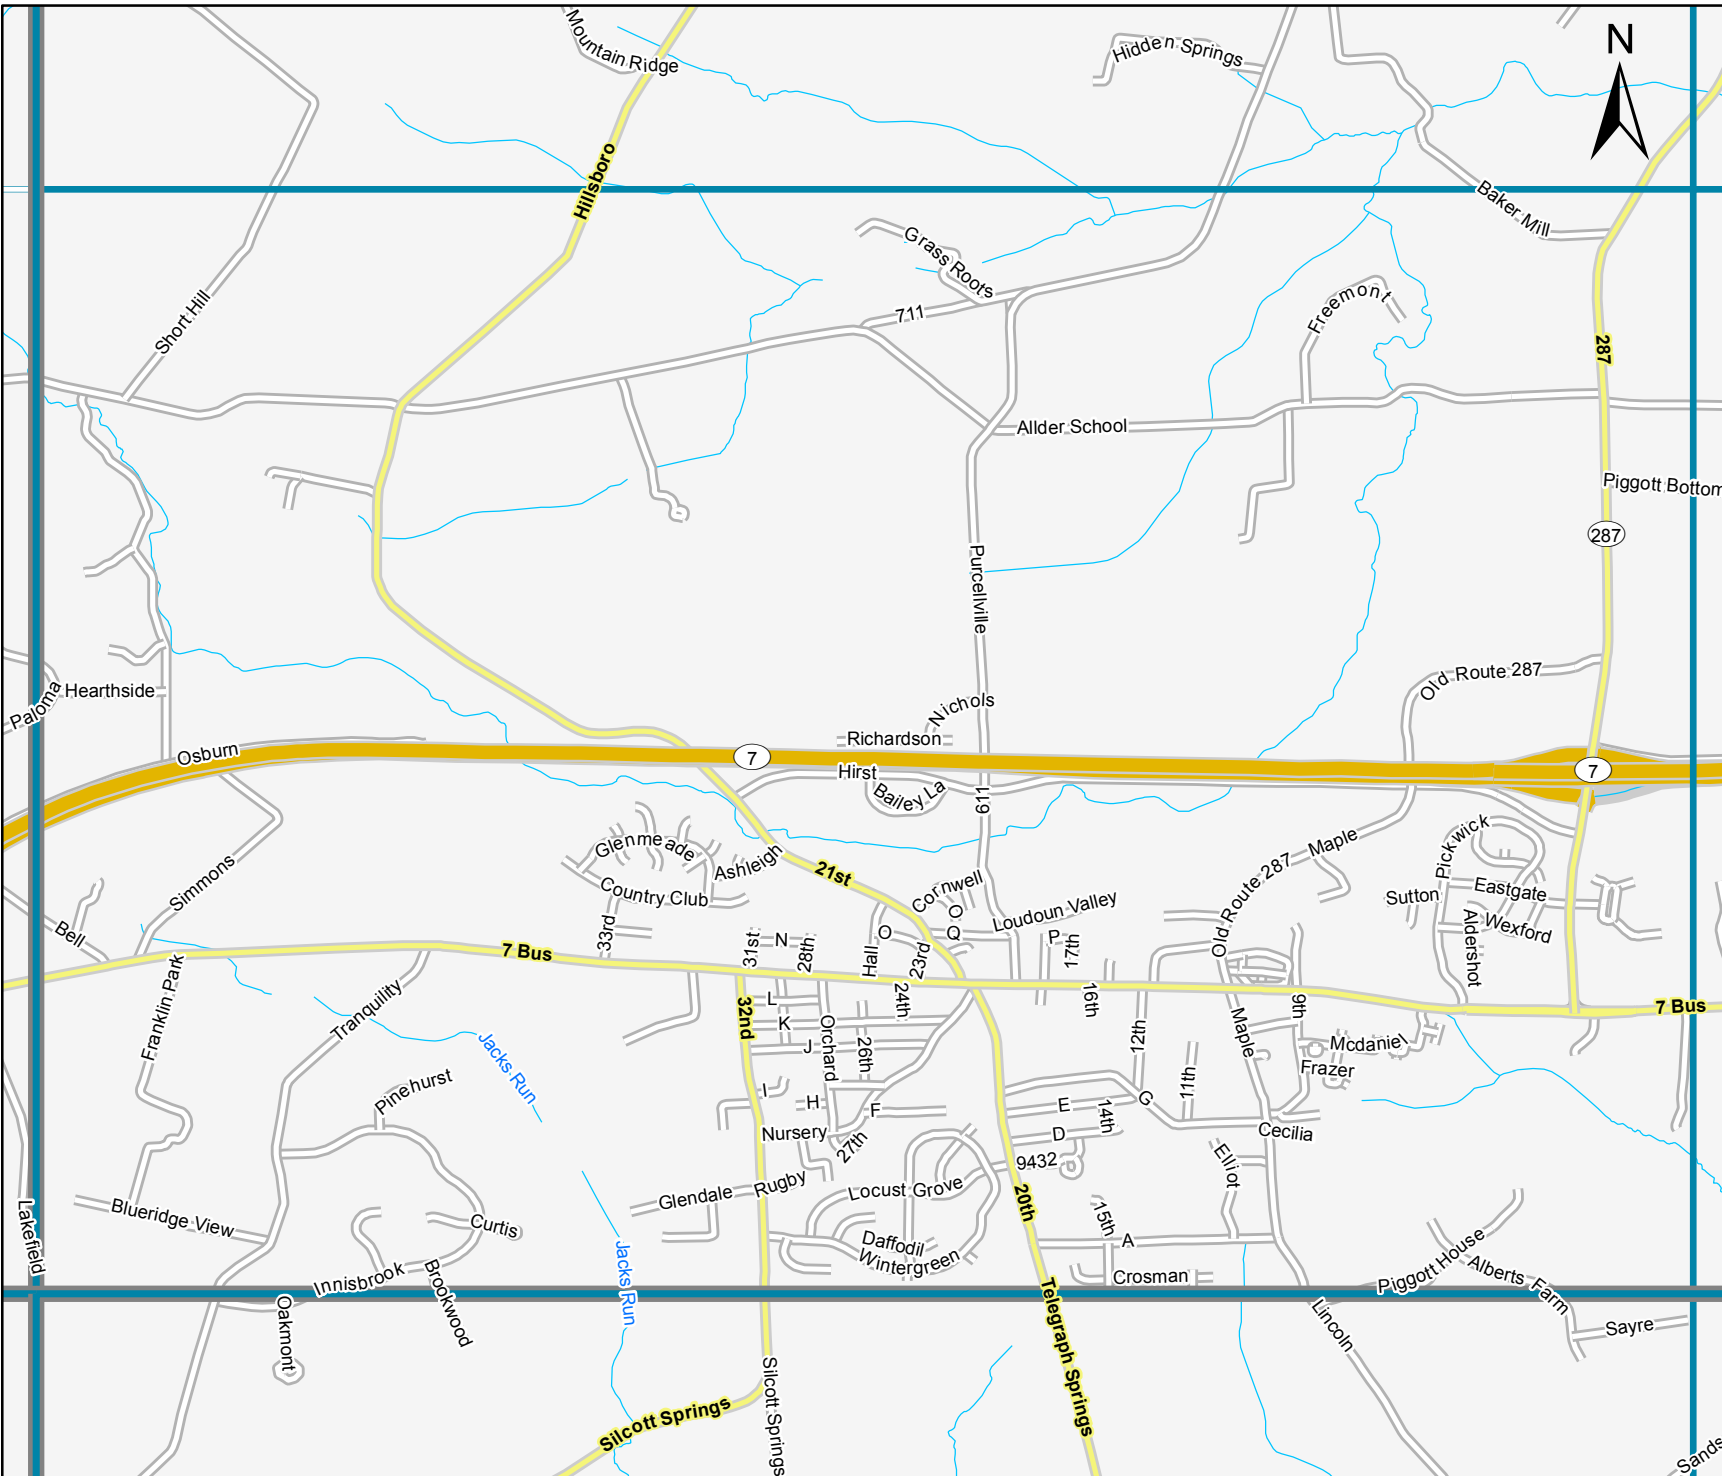 Mountain Ridge
Hidden Springs
N
Hillsboro
Baker Mill
Grass Roots
Short Hill
711
Freemont
287
Allder School
Piggott Bottom
287
Purcellville
Old Route 287
Hearthside
Paloma
Nichols
Richardson
Osburn
7
7
Hirst
Bailey La
611
Glenmeade
Ashleigh
21st
Maple
Pickwick
Simmons
Country Club
Cornwell
Old Route 287
Sutton
Eastgate
Loudoun Valley
Bell
33rd
31st
N
28th
Hall
O
23rd
O
Q
P
17th
Aldershot
Wexford
7 Bus
Franklin Park
Tranquility
32nd
L
24th
16th
9th
7 Bus
K
Orchard
J
26th
12th
Maple
Mcdaniel
Frazer
Jacks Run
Pinehurst
I
H
F
E
14th
G
11th
Nursery
27th
D
Cecilia
9432
Elliot
Glendale
Rugby
Locust Grove
20th
15th
Blueridge View
Lakefield
Curtis
Daffodil
Wintergreen
A
Crosman
Piggott House
Alberts Farm
Jacks Run
Innisbrook
Brookwood
Oakmont
Telegraph Springs
Lincoln
Sayre
Silcott Springs
Silcott Springs
Sands